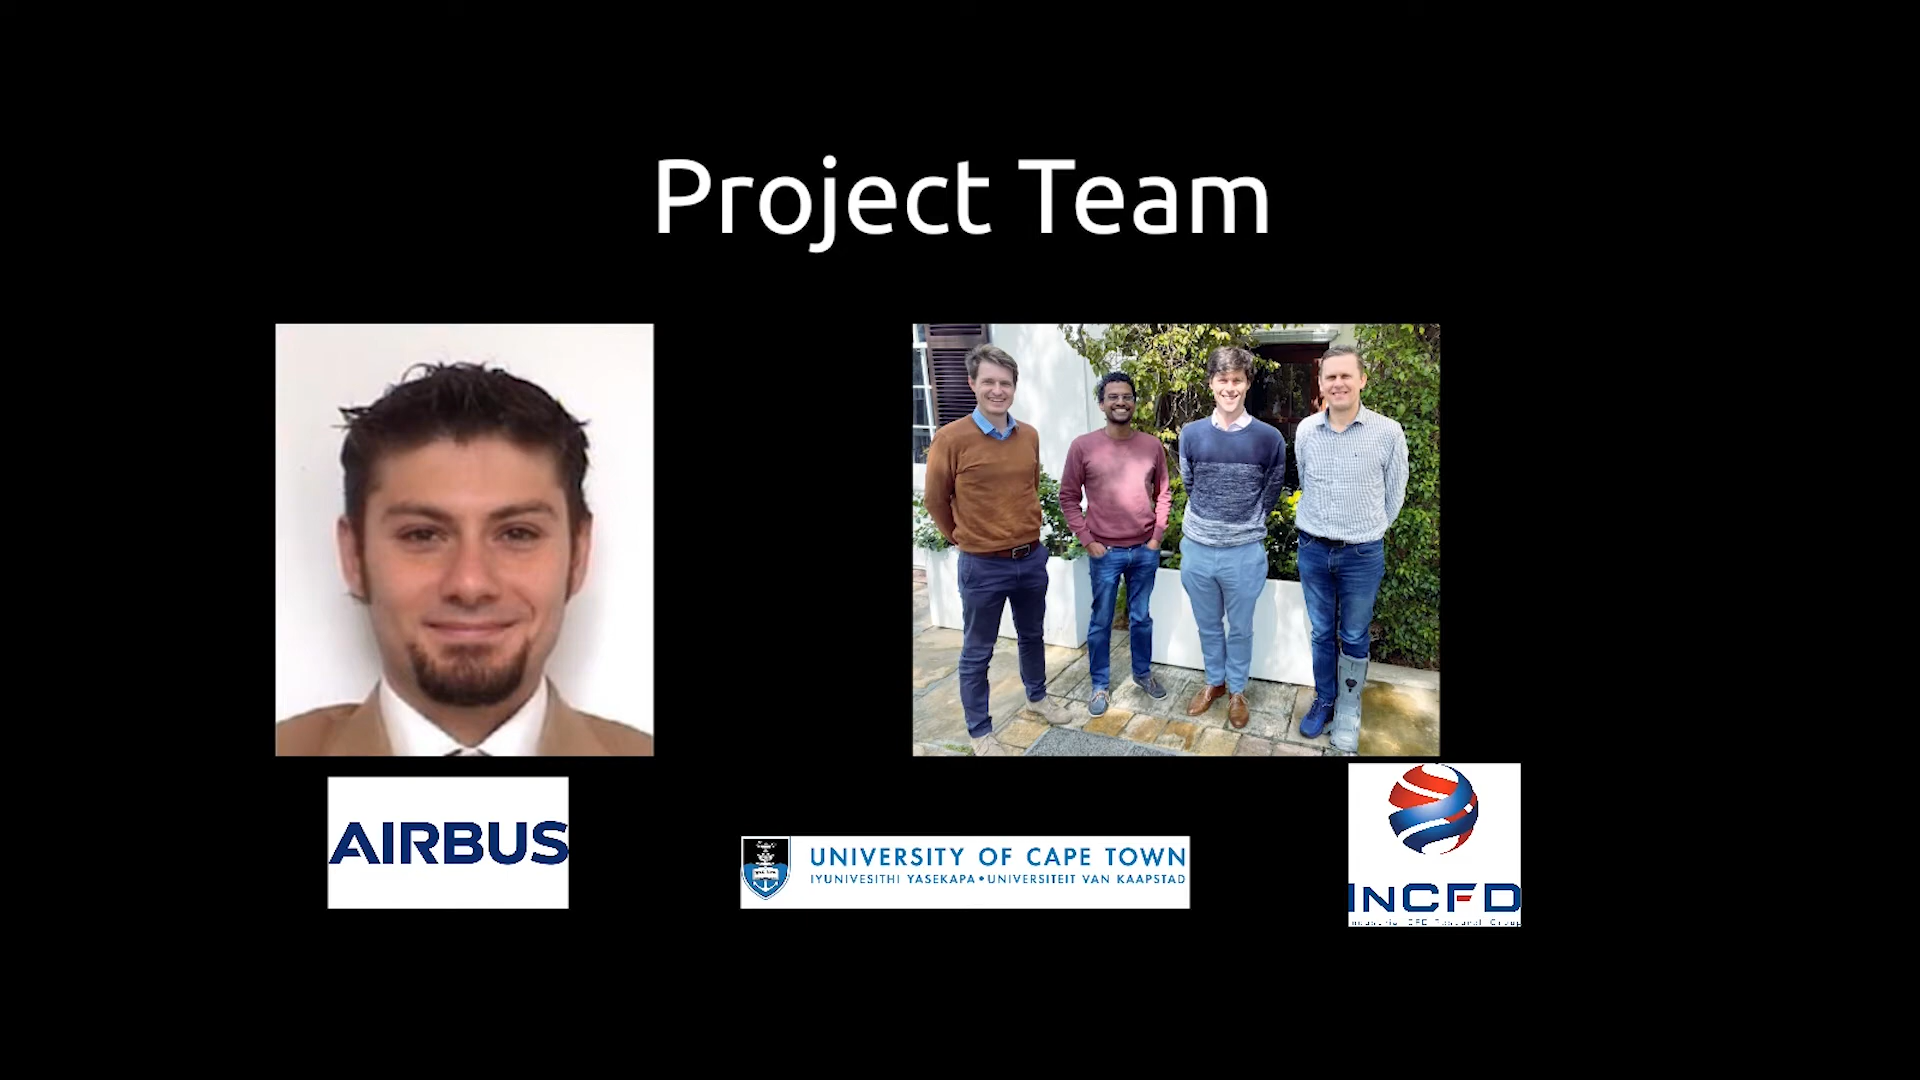 Project Team
AIRBUS
UNIVERSITY OF CAPE TOWN
IYUNIVESITHI YASEKAPA • UNIVERSITEIT VAN KAAPSTAD
INCFD